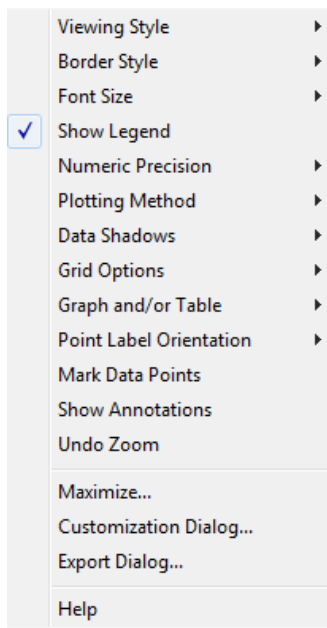 Viewing Style
Border Style
Font Size
Show Legend
Numeric Precision
Plotting Method
Data Shadows
Grid Options
Graph and/or Table
Point Label Orientation
Mark Data Points
Show Annotations
Undo Zoom
Maximize...
Customization Dialog...
Export Dialog...
Help